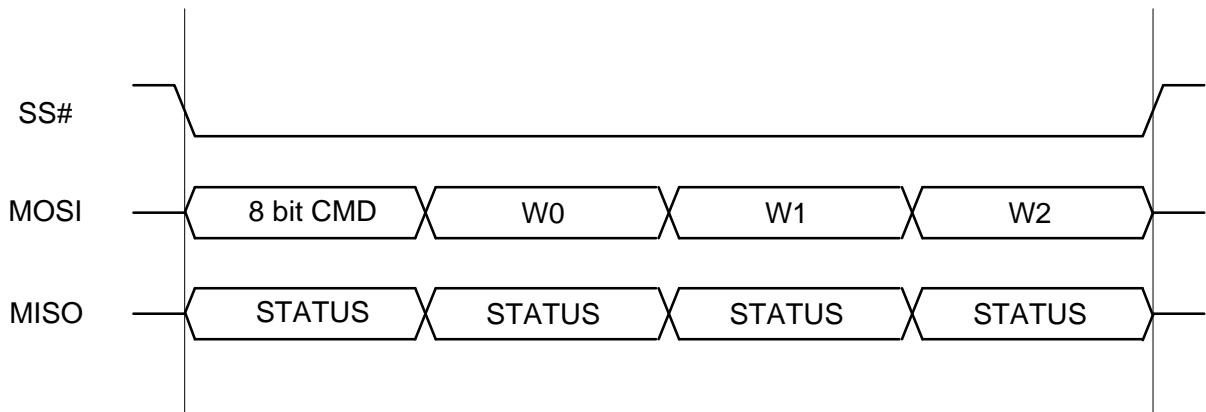 SS#
MOSI 8 bit CMD W0 W1 W2
MISO STATUS STATUS STATUS STATUS